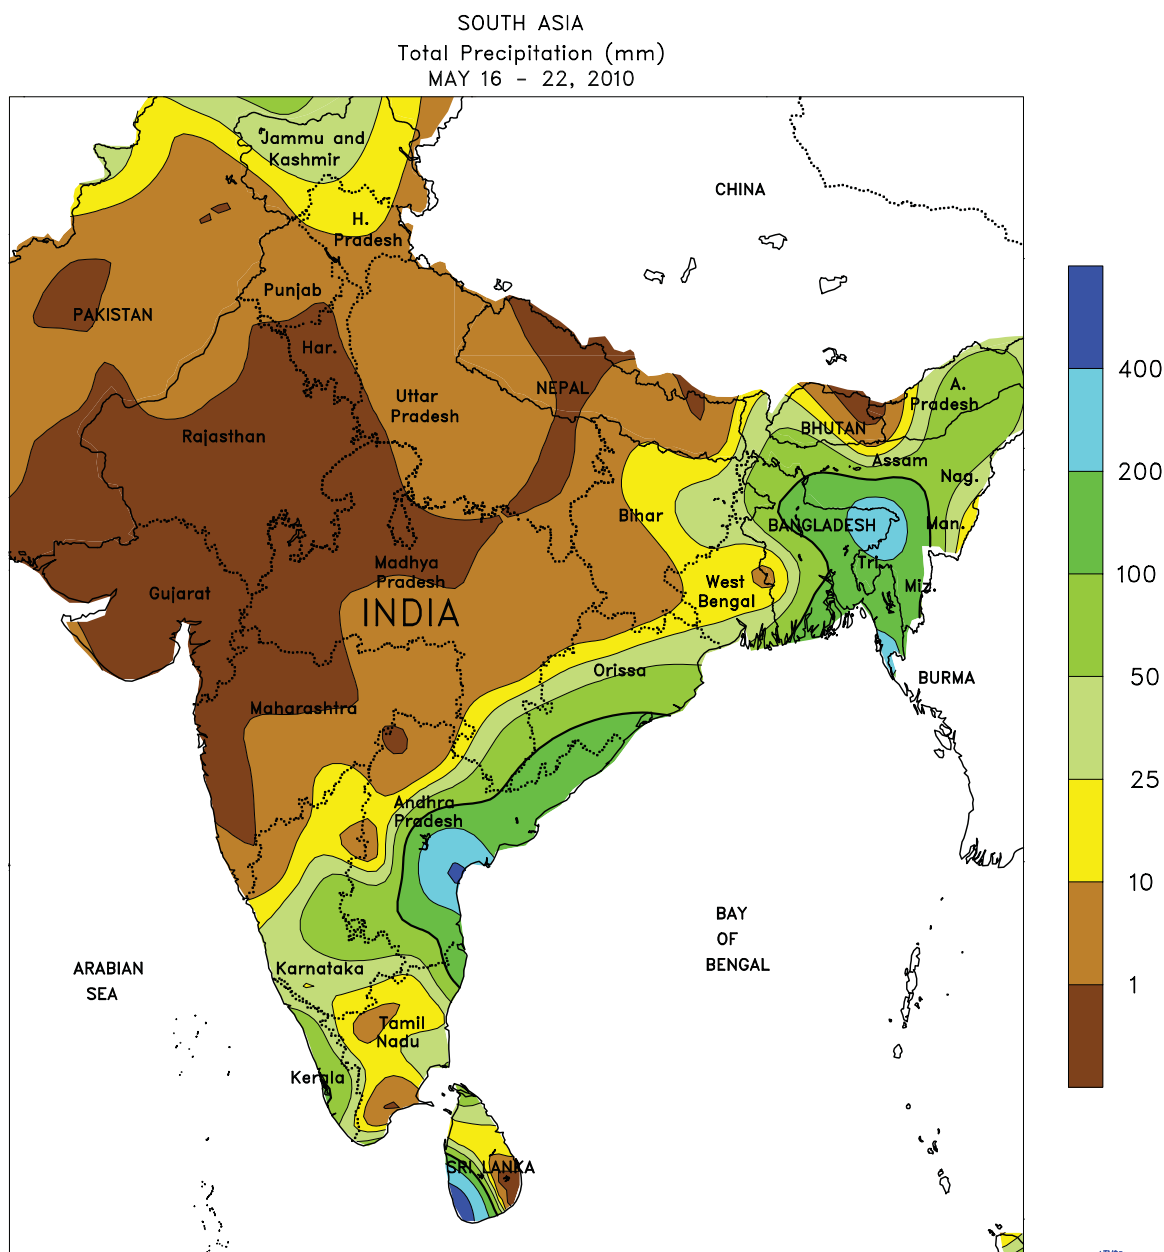 SOUTH ASIA
Total Precipitation (mm)
MAY 16 - 22, 2010
Jammu and
Kashmir
CHINA
H.
Pradesh
Punjab
PAKISTAN
Har.
400
NEPAL
A.
Pradesh
Uttar
Pradesh
BHUTAN
Rajasthan
Assam
200
Nag.
Bihar
BANGLADESH
Man.
Madhya
Pradesh
Tri.
100
Gujarat
West
Bengal
Miz.
INDIA
Orissa
BURMA
50
Maharashtra
25
Andhra
Pradesh
10
BAY
OF
BENGAL
ARABIAN
SEA
Karnataka
1
Tamil
Nadu
Kerala
SRI LANKA